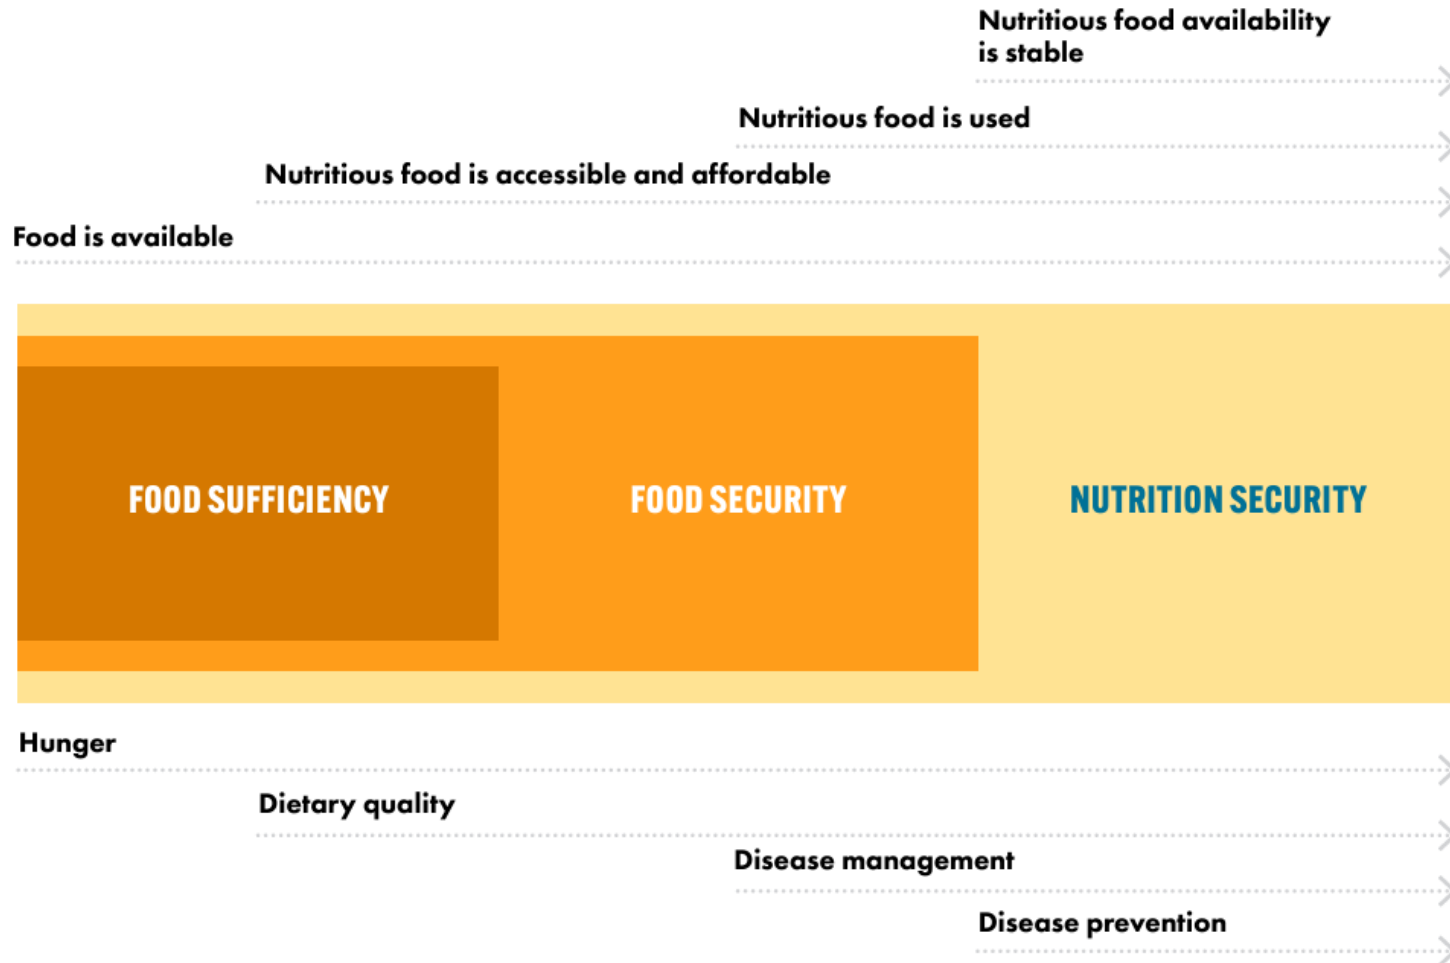 Nutritious food availability
is stable
Nutritious food is used
Nutritious food is accessible and affordable
Food is available
FOOD SUFFICIENCY
FOOD SECURITY
NUTRITION SECURITY
Hunger
Dietary quality
Disease management
Disease prevention